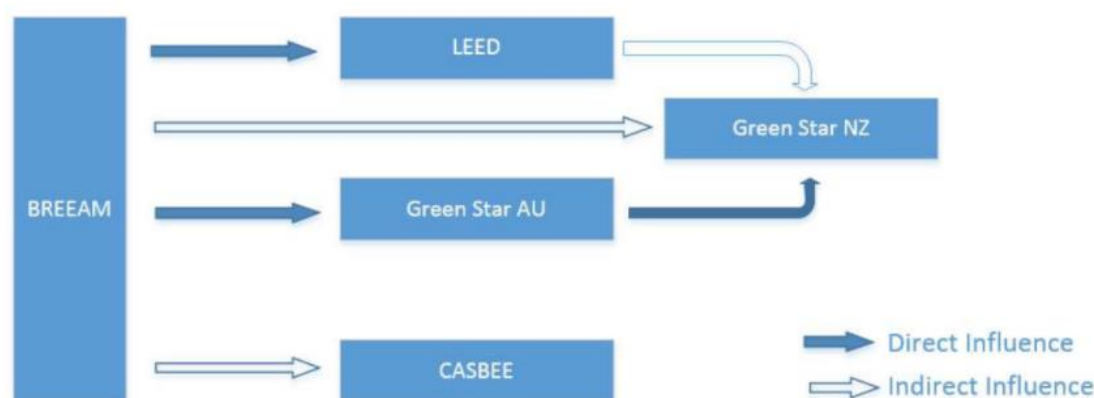 LEED
Green Star NZ
BREEAM
Green Star AU
Direct Influence
CASBEE
Indirect Influence